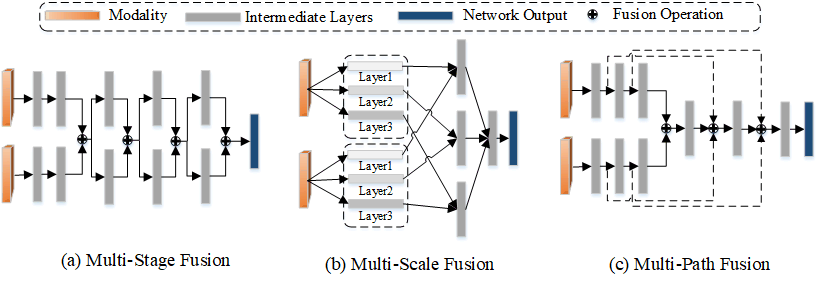 Modality Intermediate Layers Network Output Fusion Operation
Layer1
Layer2
Layer3
Layer1
Layer2
Layer3
(a) Multi-Stage Fusion
(b) Multi-Scale Fusion
(c) Multi-Path Fusion